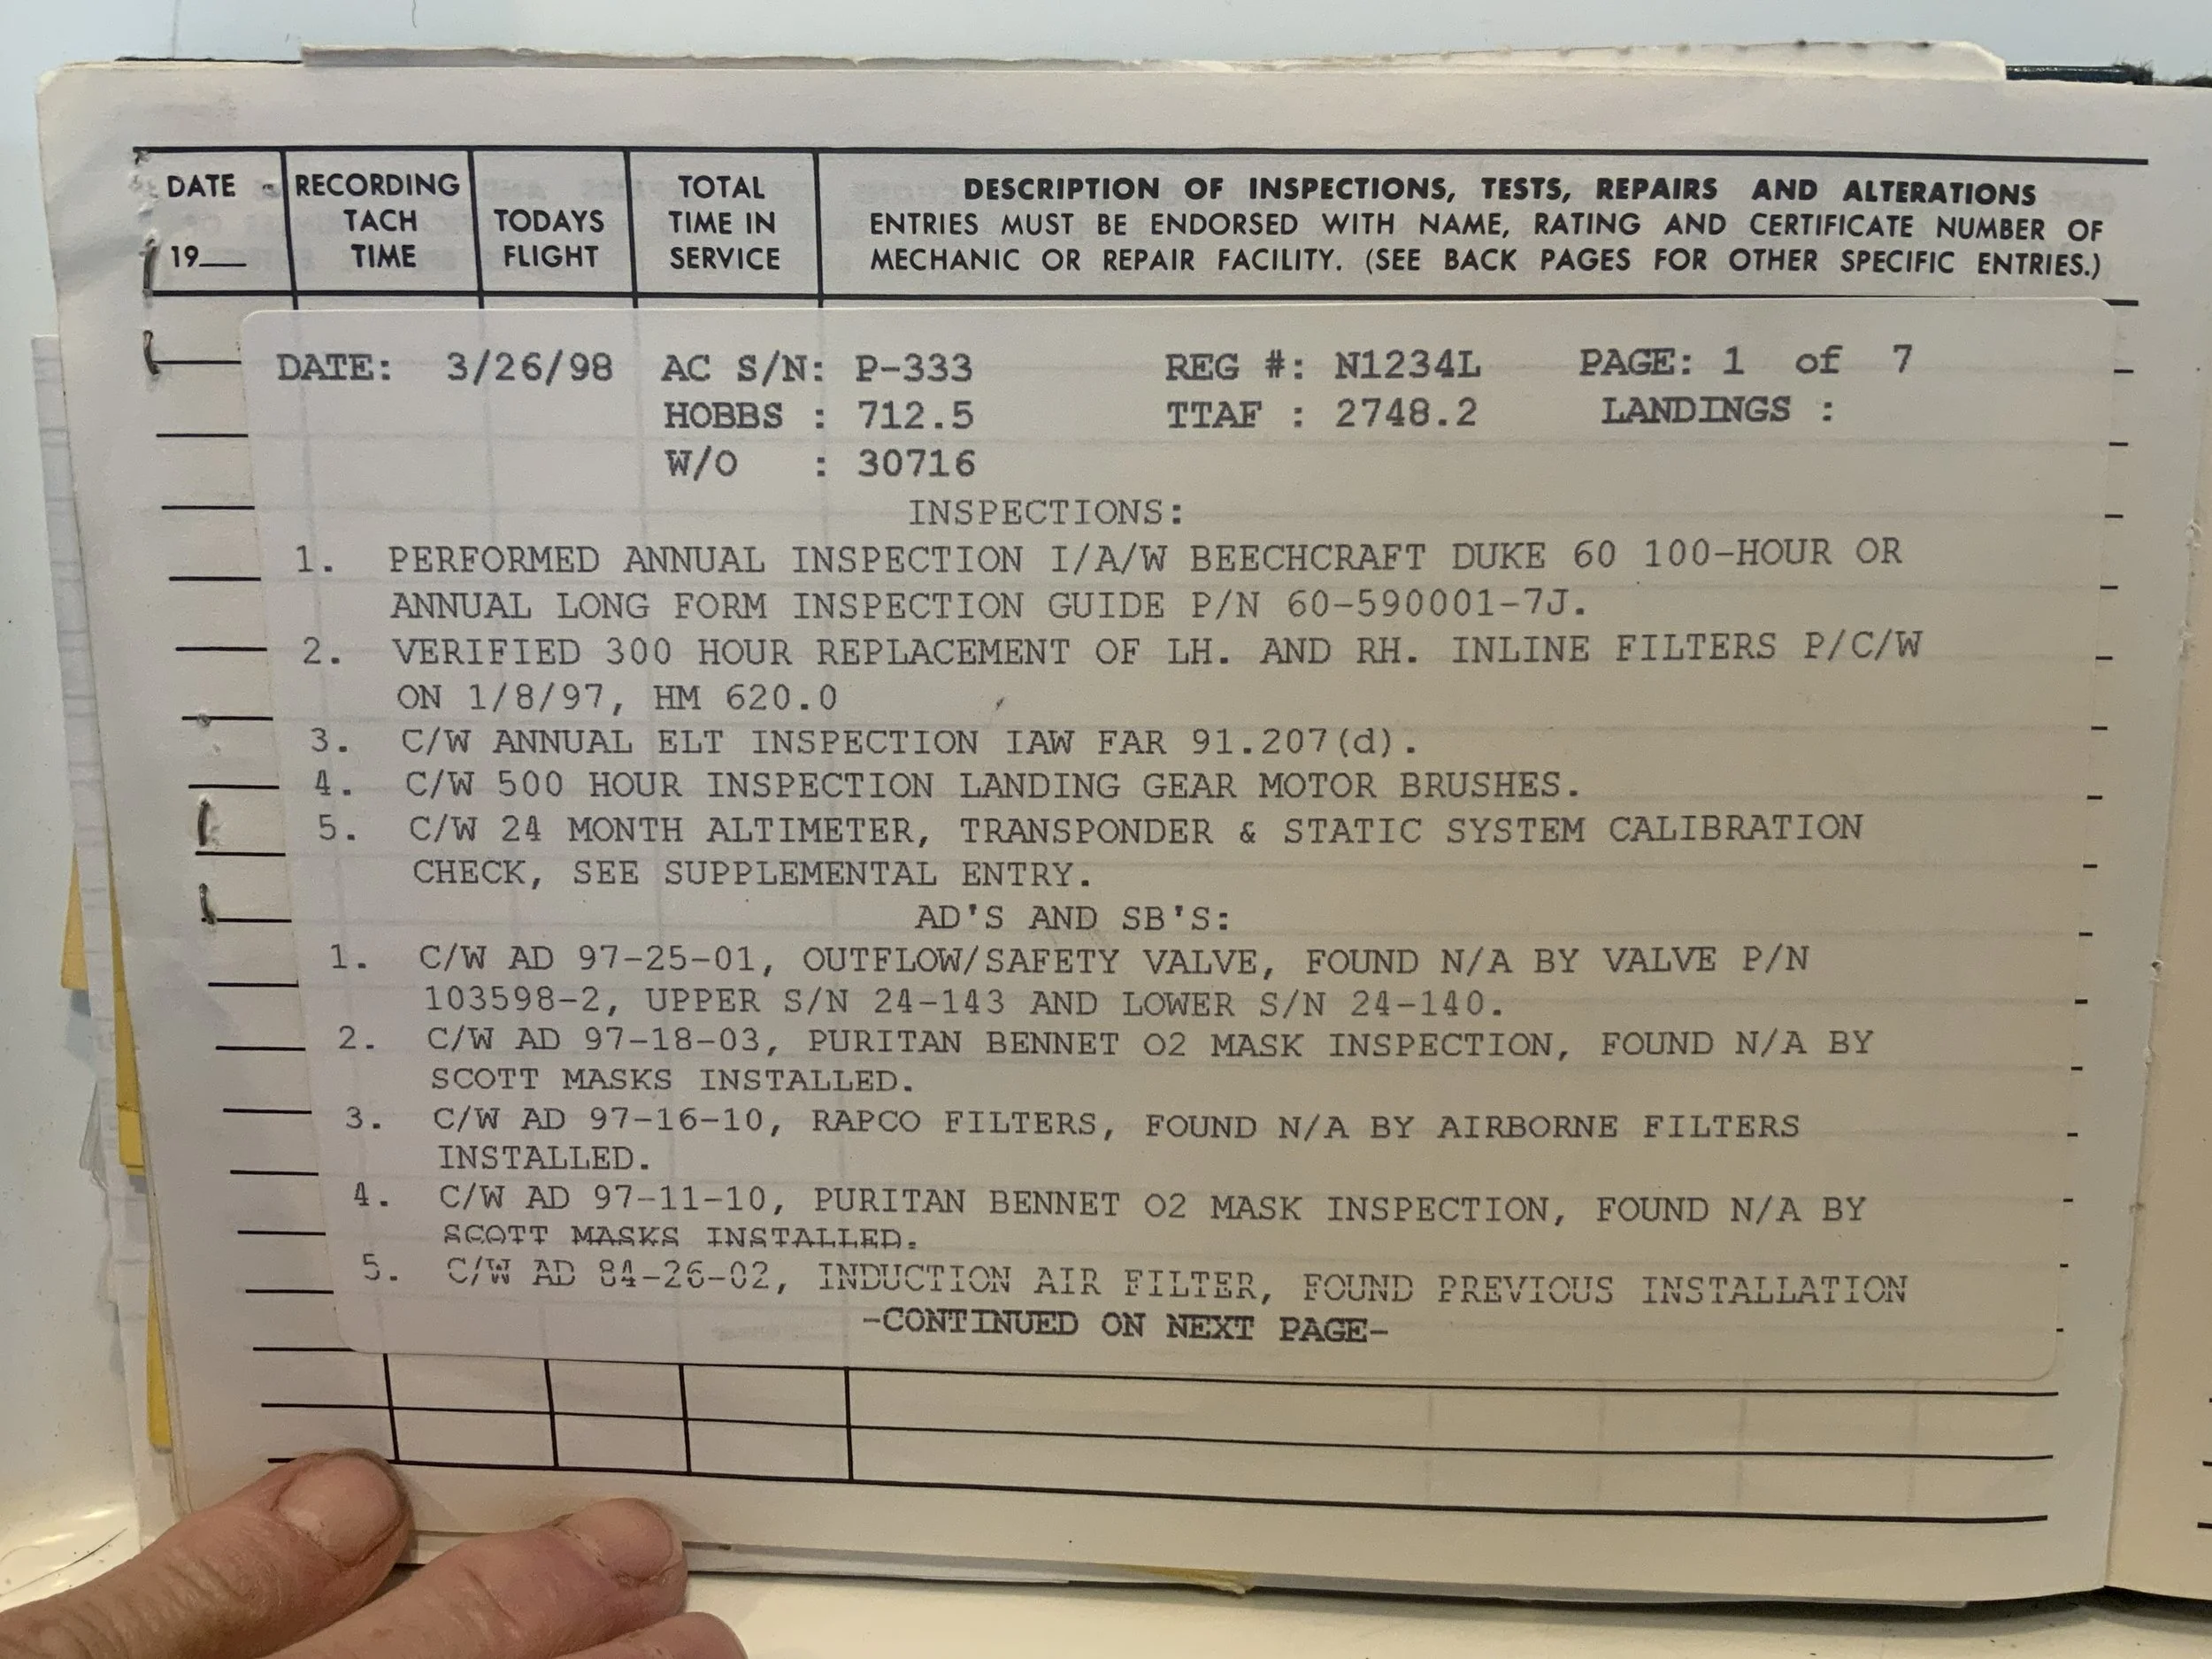 DATE
19___
RECORDING
TACH
TIME
TODAYS
FLIGHT
TOTAL
TIME IN
SERVICE
DESCRIPTION OF INSPECTIONS, TESTS, REPAIRS AND ALTERATIONS
ENTRIES MUST BE ENDORSED WITH NAME, RATING AND CERTIFICATE NUMBER OF
MECHANIC OR REPAIR FACILITY. (SEE BACK PAGES FOR OTHER SPECIFIC ENTRIES.)
DATE: 3/26/98 AC S/N: P-333 REG #: N1234L PAGE: 1 of 7
HOBBS : 712.5 TTAF : 2748.2 LANDINGS :
W/O : 30716
INSPECTIONS:
1. PERFORMED ANNUAL INSPECTION I/A/W BEECHCRAFT DUKE 60 100-HOUR OR
ANNUAL LONG FORM INSPECTION GUIDE P/N 60-590001-7J.
2. VERIFIED 300 HOUR REPLACEMENT OF LH. AND RH. INLINE FILTERS P/C/W
ON 1/8/97, HM 620.0
3. C/W ANNUAL ELT INSPECTION IAW FAR 91.207(d).
4. C/W 500 HOUR INSPECTION LANDING GEAR MOTOR BRUSHES.
5. C/W 24 MONTH ALTIMETER, TRANSPONDER & STATIC SYSTEM CALIBRATION
CHECK, SEE SUPPLEMENTAL ENTRY.
AD'S AND SB'S:
1. C/W AD 97-25-01, OUTFLOW/SAFETY VALVE, FOUND N/A BY VALVE P/N
103598-2, UPPER S/N 24-143 AND LOWER S/N 24-140.
2. C/W AD 97-18-03, PURITAN BENNET O2 MASK INSPECTION, FOUND N/A BY
SCOTT MASKS INSTALLED.
3. C/W AD 97-16-10, RAPCO FILTERS, FOUND N/A BY AIRBORNE FILTERS
INSTALLED.
4. C/W AD 97-11-10, PURITAN BENNET O2 MASK INSPECTION, FOUND N/A BY
SCOTT MASKS INSTALLED.
5. C/W AD 84-26-02, INDUCTION AIR FILTER, FOUND PREVIOUS INSTALLATION
-CONTINUED ON NEXT PAGE-